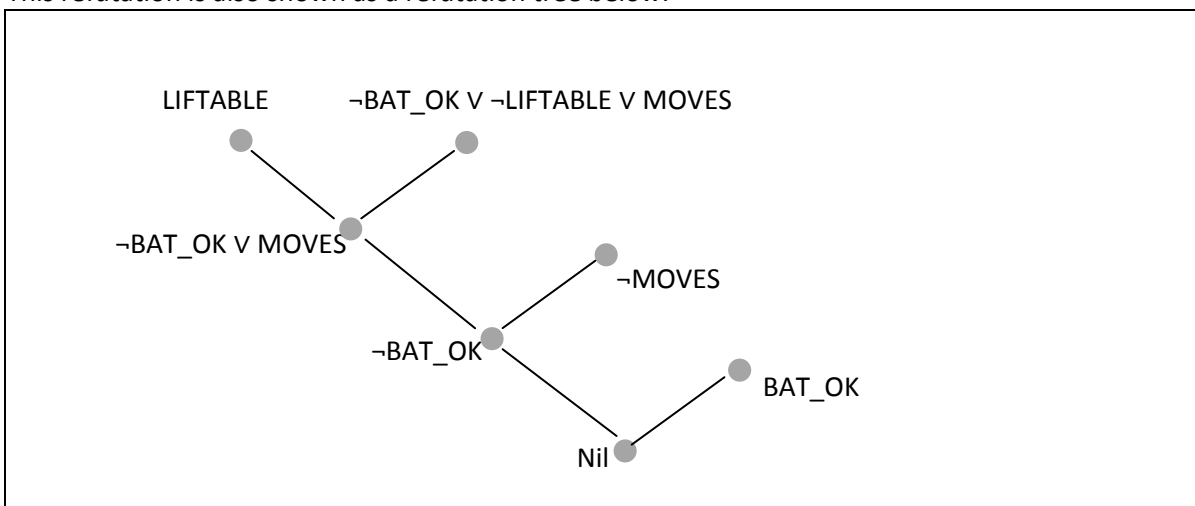 This refutation is also shown as a refutation tree below:
LIFTABLE ¬BAT_OK V ¬LIFTABLE V MOVES
¬BAT_OK V MOVES
¬MOVES
¬BAT_OK
BAT_OK
Nil